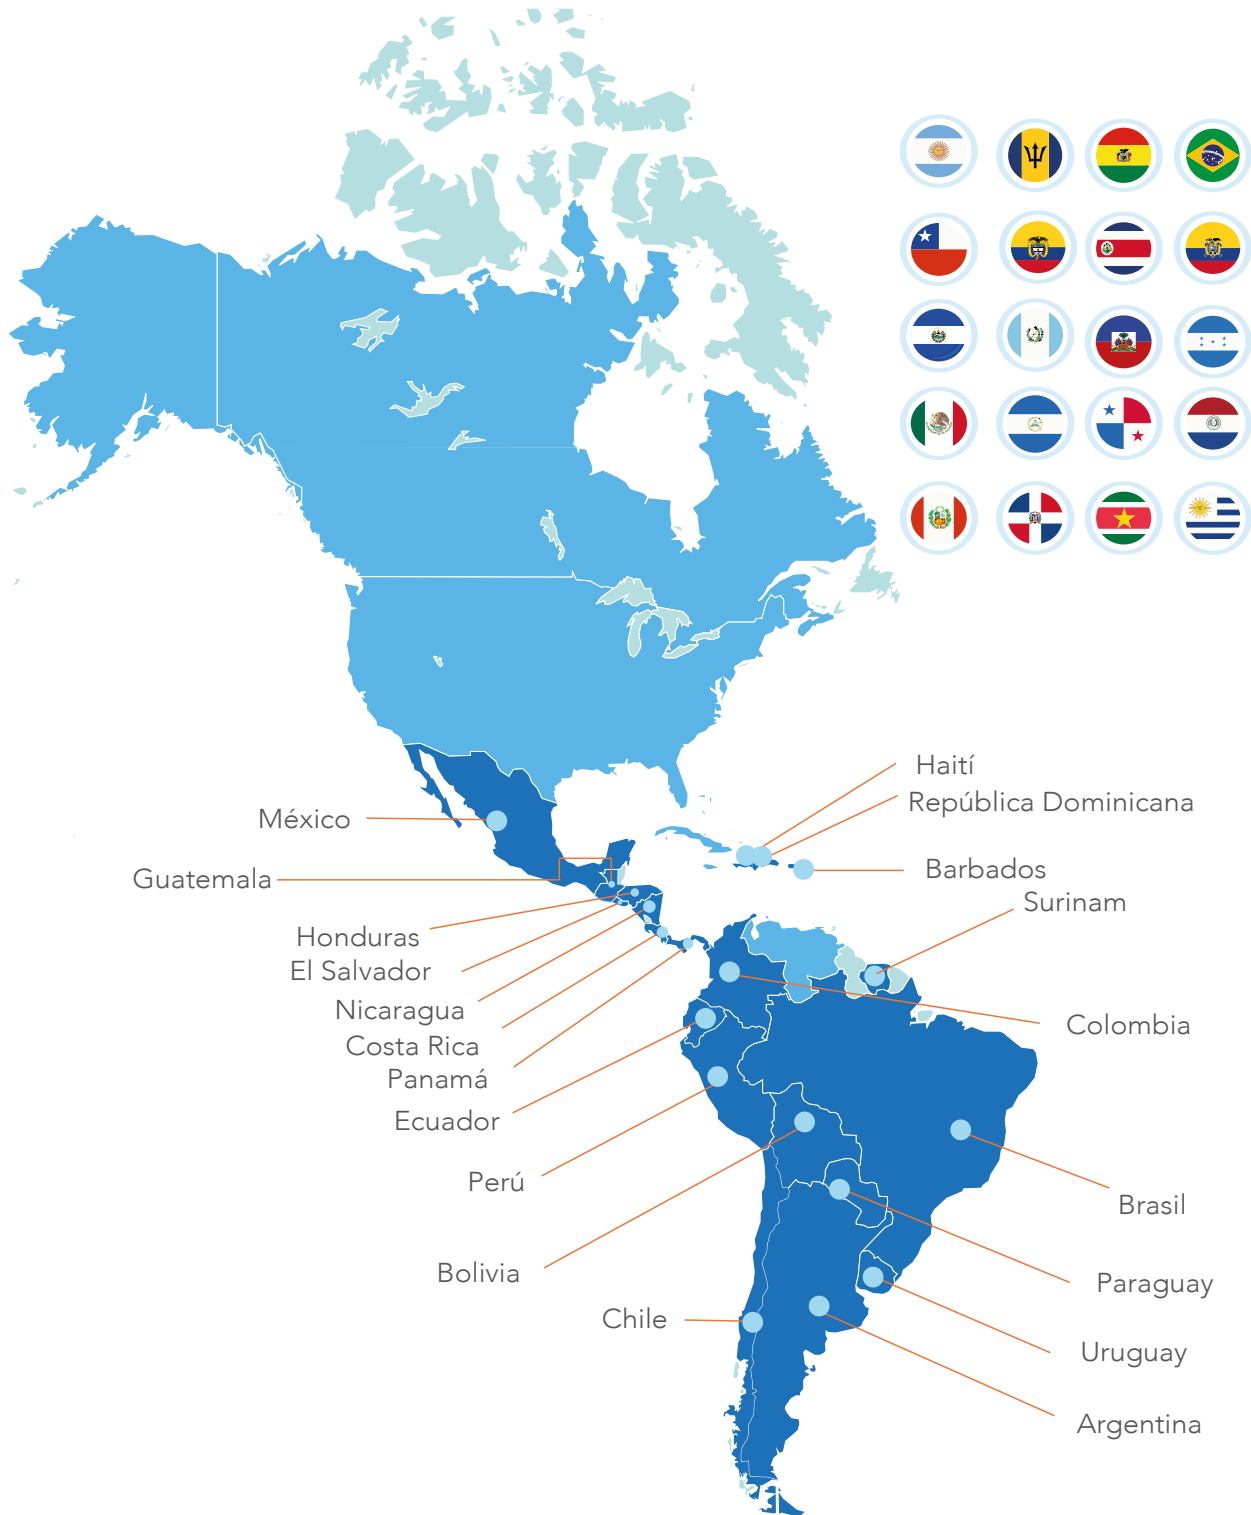 Haití
República Dominicana
México
Barbados
Guatemala
Surinam
Honduras
El Salvador
Nicaragua
Colombia
Costa Rica
Panamá
Ecuador
Perú
Brasil
Bolivia
Paraguay
Chile
Uruguay
Argentina